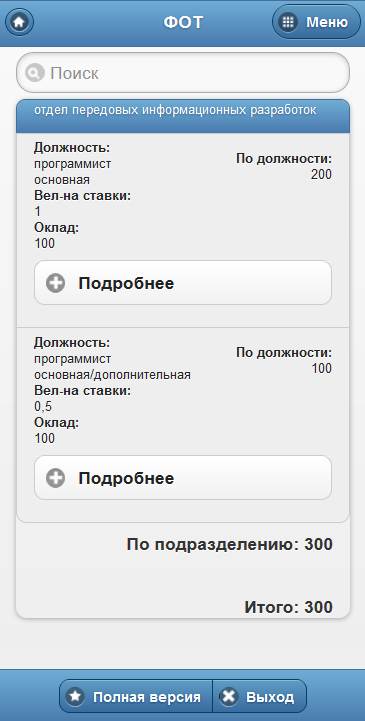 ФОТ
Меню
Поиск
отдел передовых информационных разработок
Должность:
программист
основная
Вел-на ставки:
1
Оклад:
100
По должности:
200
Подробнее
Должность:
программист
основная/дополнительная
Вел-на ставки:
0,5
Оклад:
100
По должности:
100
Подробнее
По подразделению: 300
Итого: 300
Полная версия
Выход